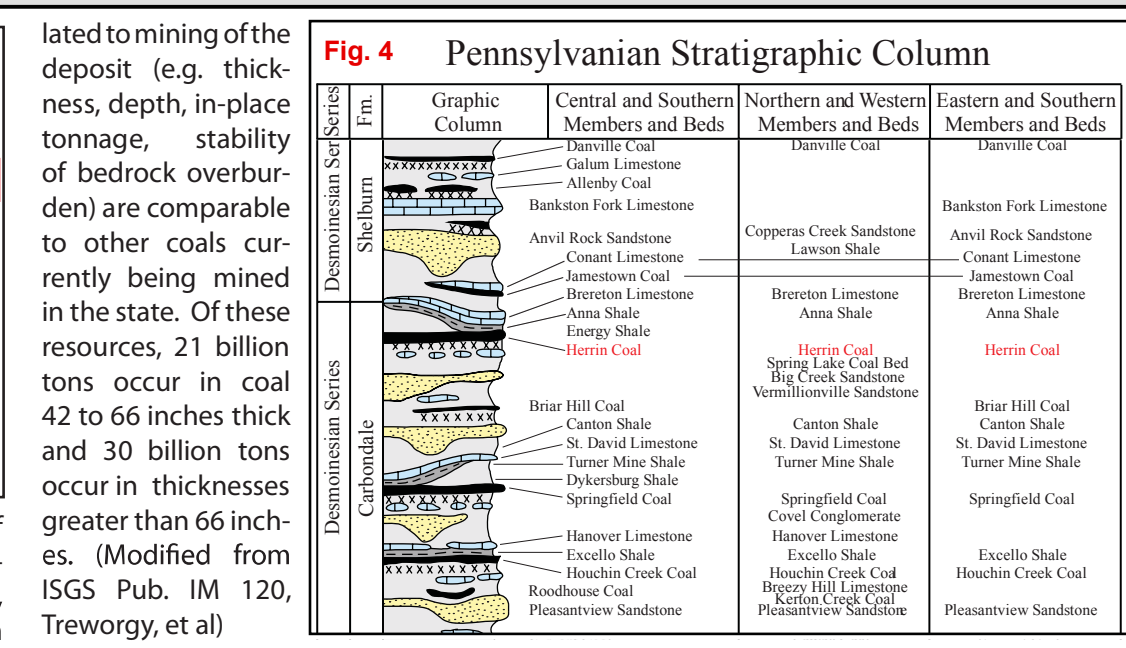 lated to mining of the
deposit (e.g. thick-
ness, depth, in-place
tonnage, stability
of bedrock overbur-
den) are comparable
to other coals cur-
rently being mined
in the state. Of these
resources, 21 billion
tons occur in coal
42 to 66 inches thick
and 30 billion tons
occur in thicknesses
greater than 66 inch-
es. (Modified from
ISGS Pub. IM 120,
Treworgy, et al)
Fig. 4 Pennsylvanian Stratigraphic Column
Series
Fm.
Graphic
Column
Central and Southern
Members and Beds
Northern and Western
Members and Beds
Eastern and Southern
Members and Beds
Desmoinesian Seri
Shelburn
Desmoinesian Series
Carbondale
Danville Coal
Galum Limestone
Allenby Coal
Bankston Fork Limestone
Anvil Rock Sandstone
Conant Limestone
Jamestown Coal
Brereton Limestone
Anna Shale
Energy Shale
Herrin Coal
Briar Hill Coal
Canton Shale
St. David Limestone
Turner Mine Shale
Dykersburg Shale
Springfield Coal
Hanover Limestone
Excello Shale
Houchin Creek Coal
Roodhouse Coal
Pleasantview Sandstone
Danville Coal
Copperas Creek Sandstone
Lawson Shale
Brereton Limestone
Anna Shale
Herrin Coal
Spring Lake Coal Bed
Big Creek Sandstone
Vermillionville Sandstone
Canton Shale
St. David Limestone
Turner Mine Shale
Springfield Coal
Covel Conglomerate
Hanover Limestone
Excello Shale
Houchin Creek Coal
Breezy Hill Limestone
Kerton Creek Coal
Pleasantview Sandstone
Danville Coal
Bankston Fork Limestone
Anvil Rock Sandstone
Conant Limestone
Jamestown Coal
Brereton Limestone
Anna Shale
Herrin Coal
Briar Hill Coal
Canton Shale
St. David Limestone
Turner Mine Shale
Springfield Coal
Excello Shale
Houchin Creek Coal
Pleasantview Sandstone